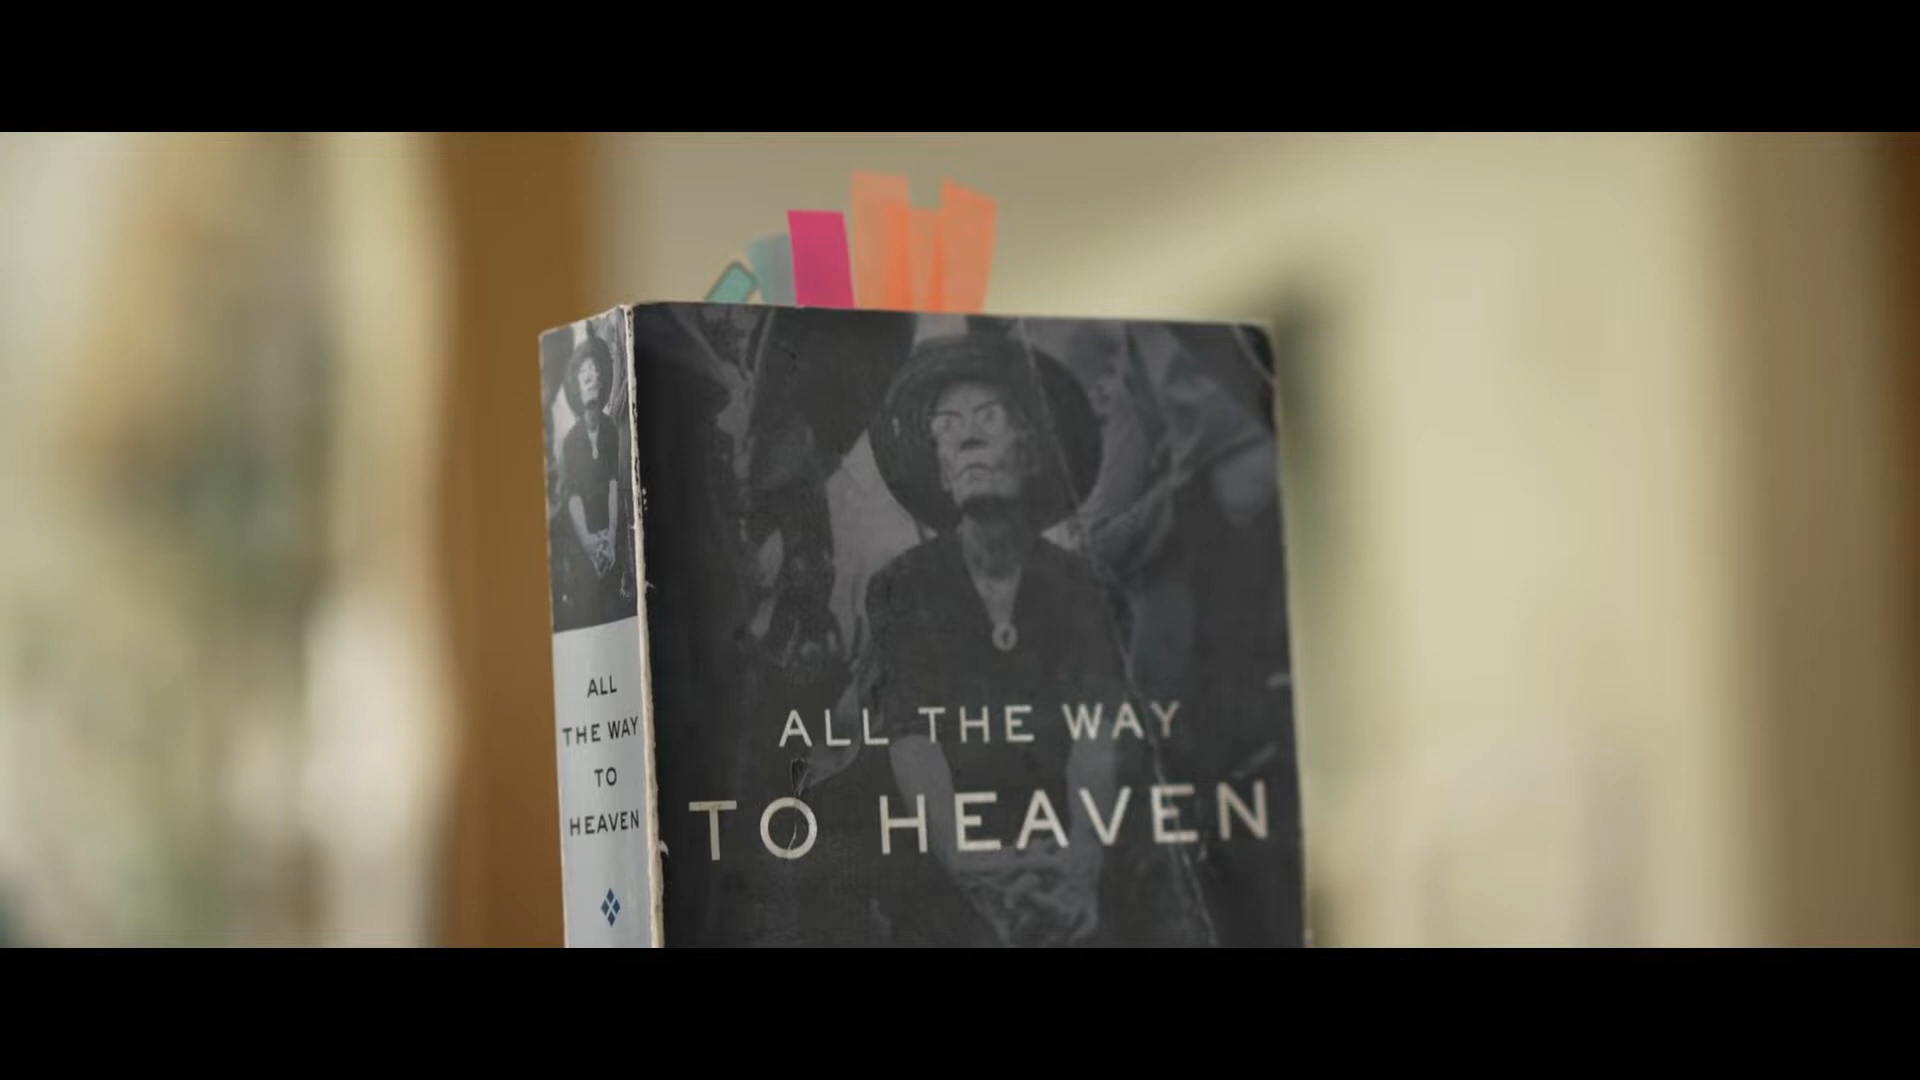 ALL
THE WAY
TO
HEAVEN
ALL THE WAY
TO HEAVEN